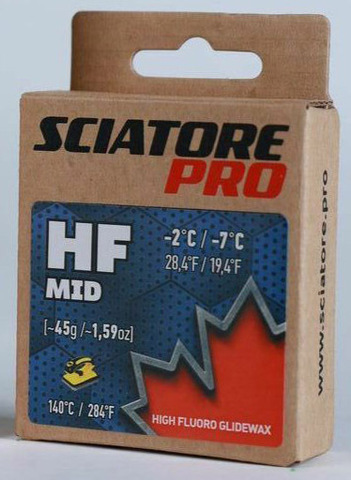 SCIATORE
PRO
HF
MID
-2°C / -7°C
28,4°F / 19,4°F
[~45g /~1,59oz]
140°C / 284°F
HIGH FLUORO GLIDEWAX
www.sciatore.pro